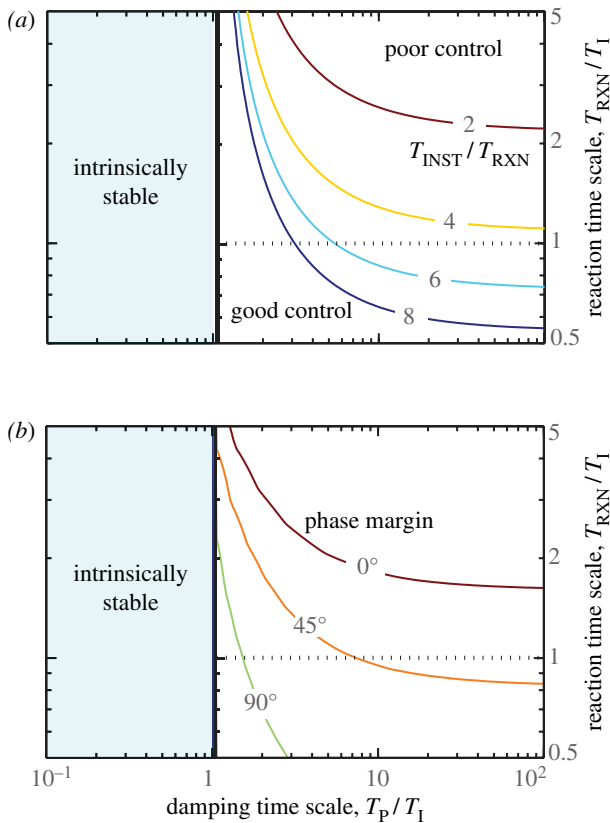 (a)
5
poor control
2
2
T_INST / T_RXN
intrinsically
stable
4
1
6
good control
8
0.5
reaction time scale, T_RXN / T_I
(b)
5
phase margin
0°
2
intrinsically
stable
45°
1
90°
0.5
reaction time scale, T_RXN / T_I
10⁻¹
1
10
10²
damping time scale, T_P / T_I